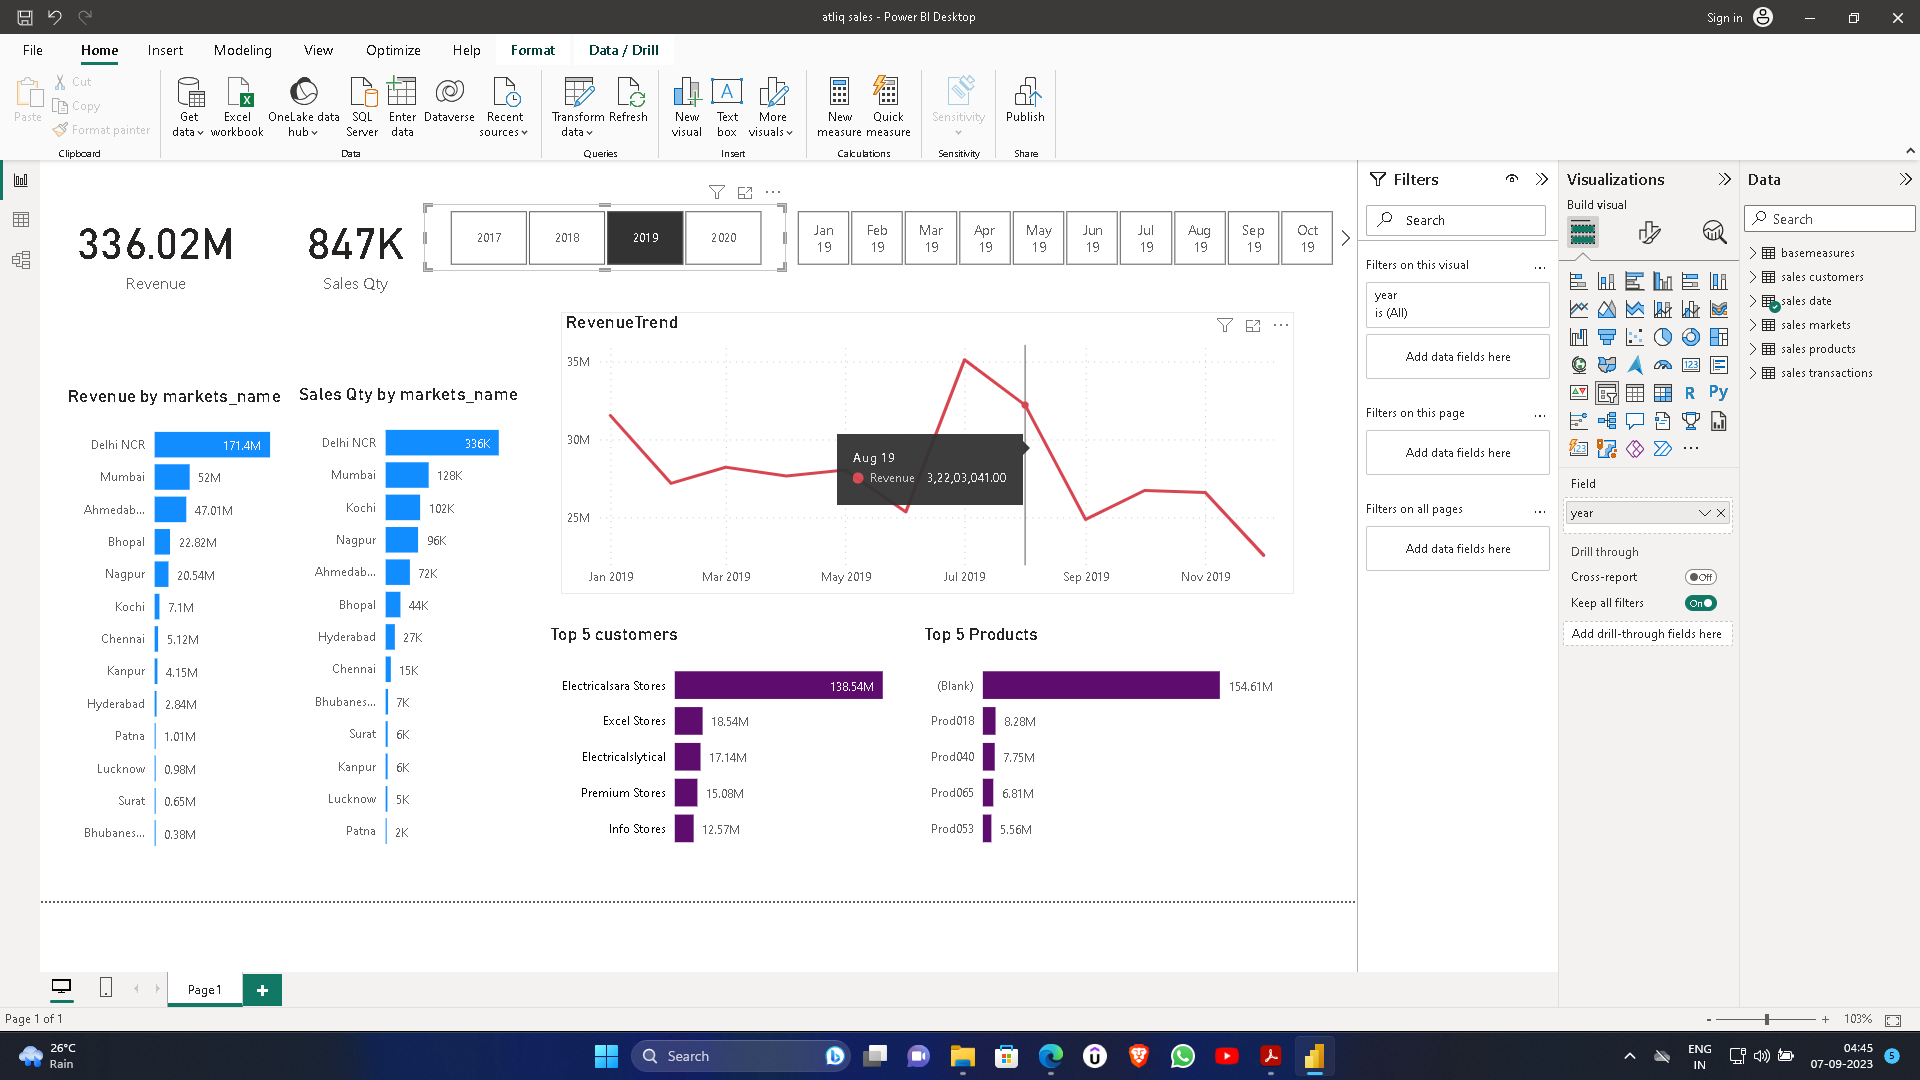 atliq sales - Power BI Desktop
Sign in
File Home Insert Modeling View Optimize Help Format Data / Drill
Paste
Cut
Copy
Format painter
Clipboard
Get data
Excel workbook
OneLake data hub
SQL Server
Enter data
Dataverse
Recent sources
Data
Transform data
Refresh
Queries
New visual
Text box
More visuals
Insert
New measure
Quick measure
Calculations
Sensitivity
Sensitivity
Publish
Share
336.02M
Revenue
847K
Sales Qty
2017 2018 2019 2020
Jan 19
Feb 19
Mar 19
Apr 19
May 19
Jun 19
Jul 19
Aug 19
Sep 19
Oct 19
Revenue by markets_name
Delhi NCR 171.4M
Mumbai 52M
Ahmedab... 47.01M
Bhopal 22.82M
Nagpur 20.54M
Kochi 7.1M
Chennai 5.12M
Kanpur 4.15M
Hyderabad 2.84M
Patna 1.01M
Lucknow 0.98M
Surat 0.65M
Bhubanes... 0.38M
Sales Qty by markets_name
Delhi NCR 336K
Mumbai 128K
Kochi 102K
Nagpur 96K
Ahmedab... 72K
Bhopal 44K
Hyderabad 27K
Chennai 15K
Bhubanes... 7K
Surat 6K
Kanpur 6K
Lucknow 5K
Patna 2K
RevenueTrend
35M
30M
25M
Aug 19
Revenue 3,22,03,041.00
Jan 2019 Mar 2019 May 2019 Jul 2019 Sep 2019 Nov 2019
Top 5 customers
Electricalsara Stores 138.54M
Excel Stores 18.54M
Electricalslytical 17.14M
Premium Stores 15.08M
Info Stores 12.57M
Top 5 Products
(Blank) 154.61M
Prod018 8.28M
Prod040 7.75M
Prod065 6.81M
Prod053 5.56M
Filters
Search
Filters on this visual
year
is (All)
Add data fields here
Filters on this page
Add data fields here
Filters on all pages
Add data fields here
Visualizations
Build visual
R Py
Field
year
Drill through
Cross-report Off
Keep all filters On
Add drill-through fields here
Data
Search
basemeasures
sales customers
sales date
sales markets
sales products
sales transactions
Page 1
Page 1 of 1
- + 103%
26°C
Rain
Search
ENG
IN
04:45
07-09-2023
5